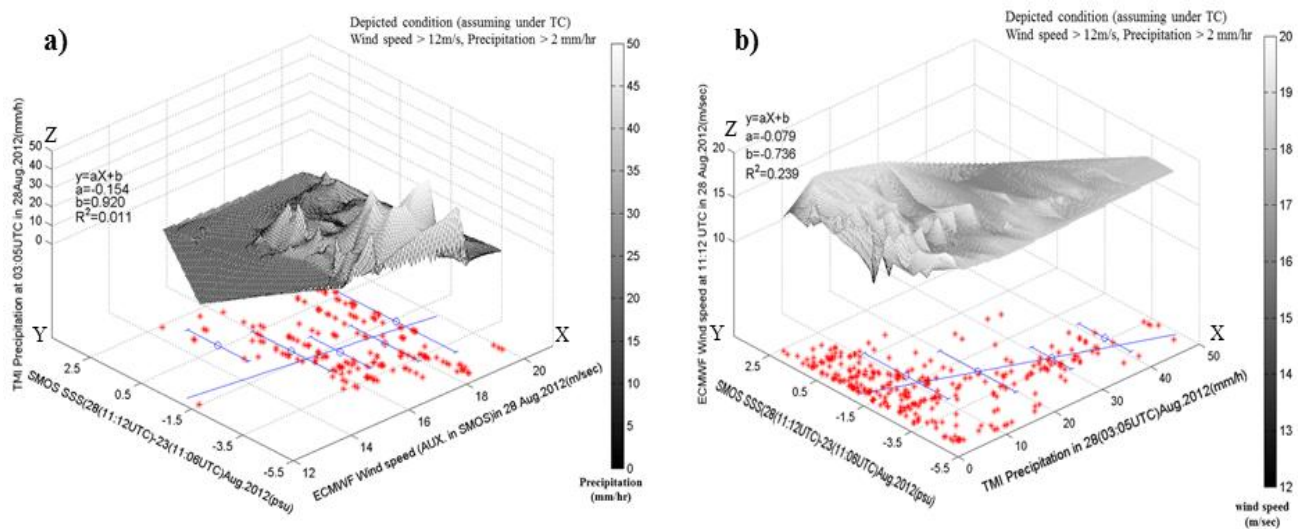 a)
Depicted condition (assuming under TC)
Wind speed > 12m/s, Precipitation > 2 mm/hr
TMI Precipitation at 03:05UTC in 28Aug.2012(mm/h)
Z
50
40
30
20
10
0
y=aX+b
a=-0.154
b=0.920
R²=0.011
Y
X
2.5
0.5
-1.5
-3.5
-5.5
SMOS SSS(28(11:12UTC)-23(11:06UTC)Aug.2012(psu)
12
14
16
18
20
ECMWF Wind speed (AUX. in SMOS)in 28 Aug.2012(m/sec)
50
45
40
35
30
25
20
15
10
5
0
Precipitation
(mm/hr)
b)
Depicted condition (assuming under TC)
Wind speed > 12m/s, Precipitation > 2 mm/hr
ECMWF Wind speed at 11:12 UTC in 28 Aug.2012(m/sec)
Z
20
15
10
y=aX+b
a=-0.079
b=-0.736
R²=0.239
Y
X
2.5
0.5
-1.5
-3.5
-5.5
SMOS SSS(28(11:12UTC)-23(11:06UTC)Aug.2012(psu)
0
10
20
30
40
50
TMI Precipitation in 28(03:05UTC)Aug.2012(mm/h)
20
19
18
17
16
15
14
13
12
wind speed
(m/sec)